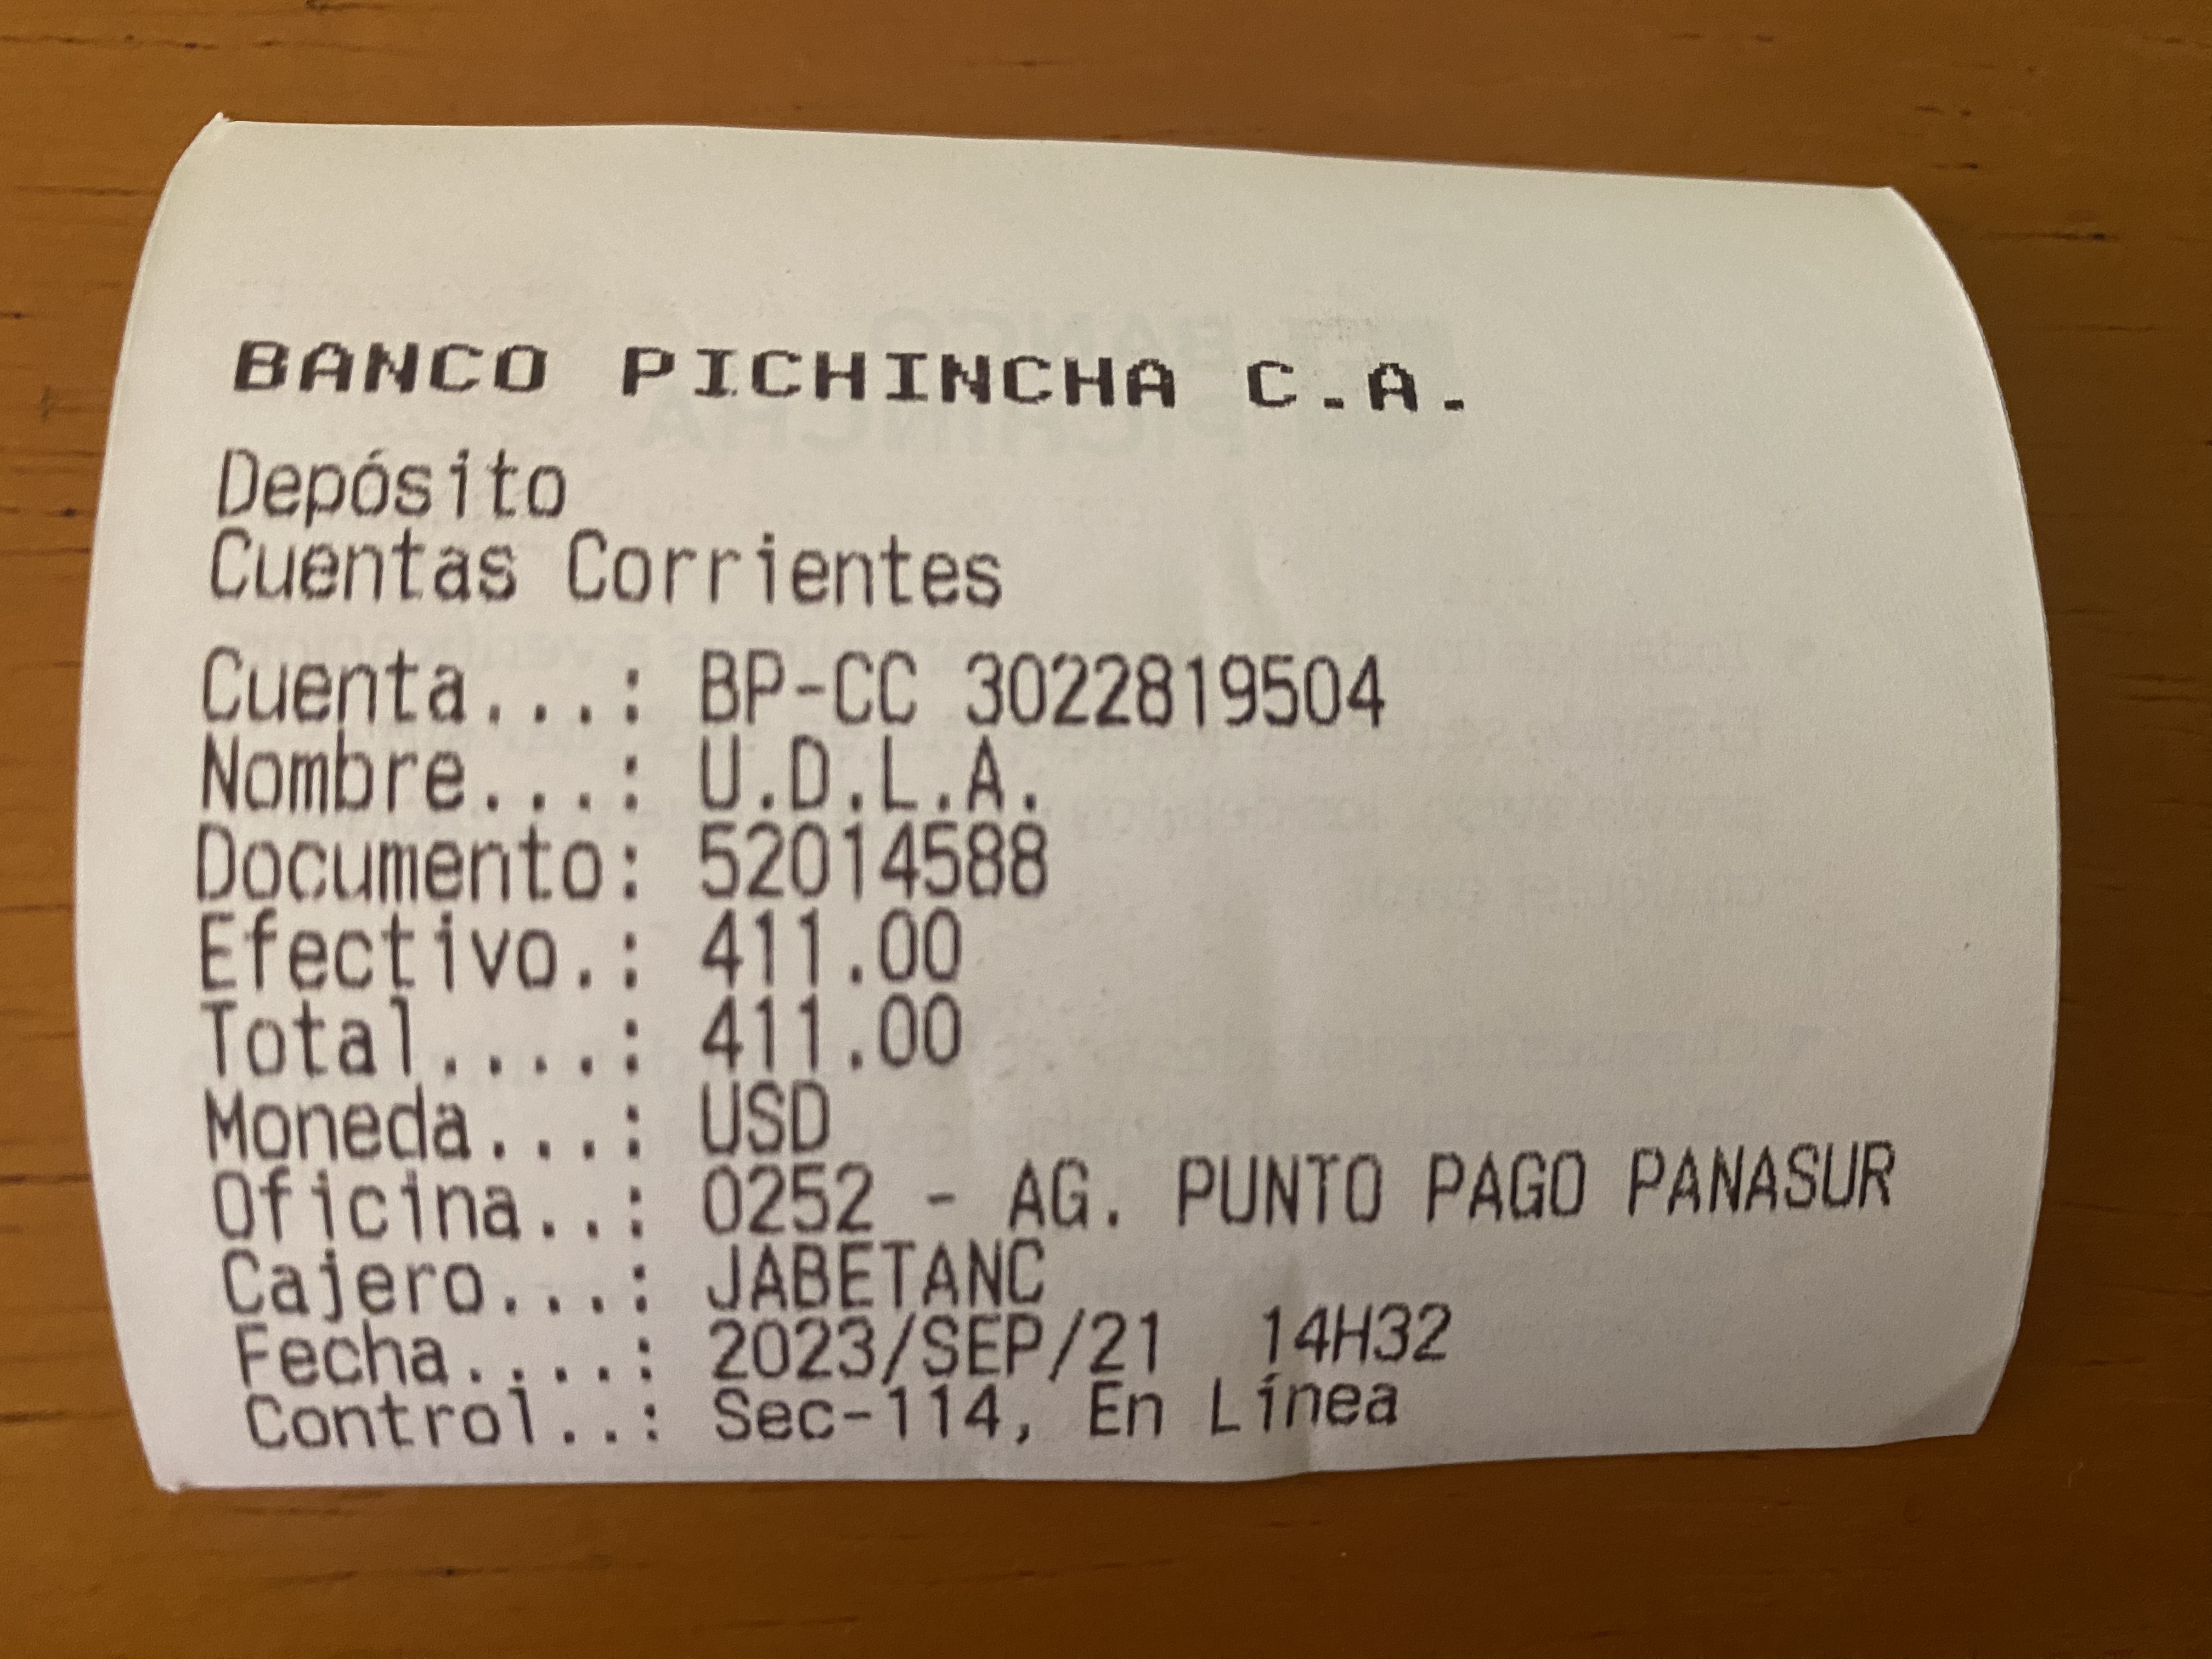 BANCO PICHINCHA C.A.
Depósito
Cuentas Corrientes
Cuenta...: BP-CC 3022819504
Nombre...: U.D.L.A.
Documento: 52014588
Efectivo.: 411.00
Total....: 411.00
Moneda...: USD
Oficina..: 0252 - AG. PUNTO PAGO PANASUR
Cajero...: JABETANC
Fecha....: 2023/SEP/21 14H32
Control..: Sec-114, En Línea